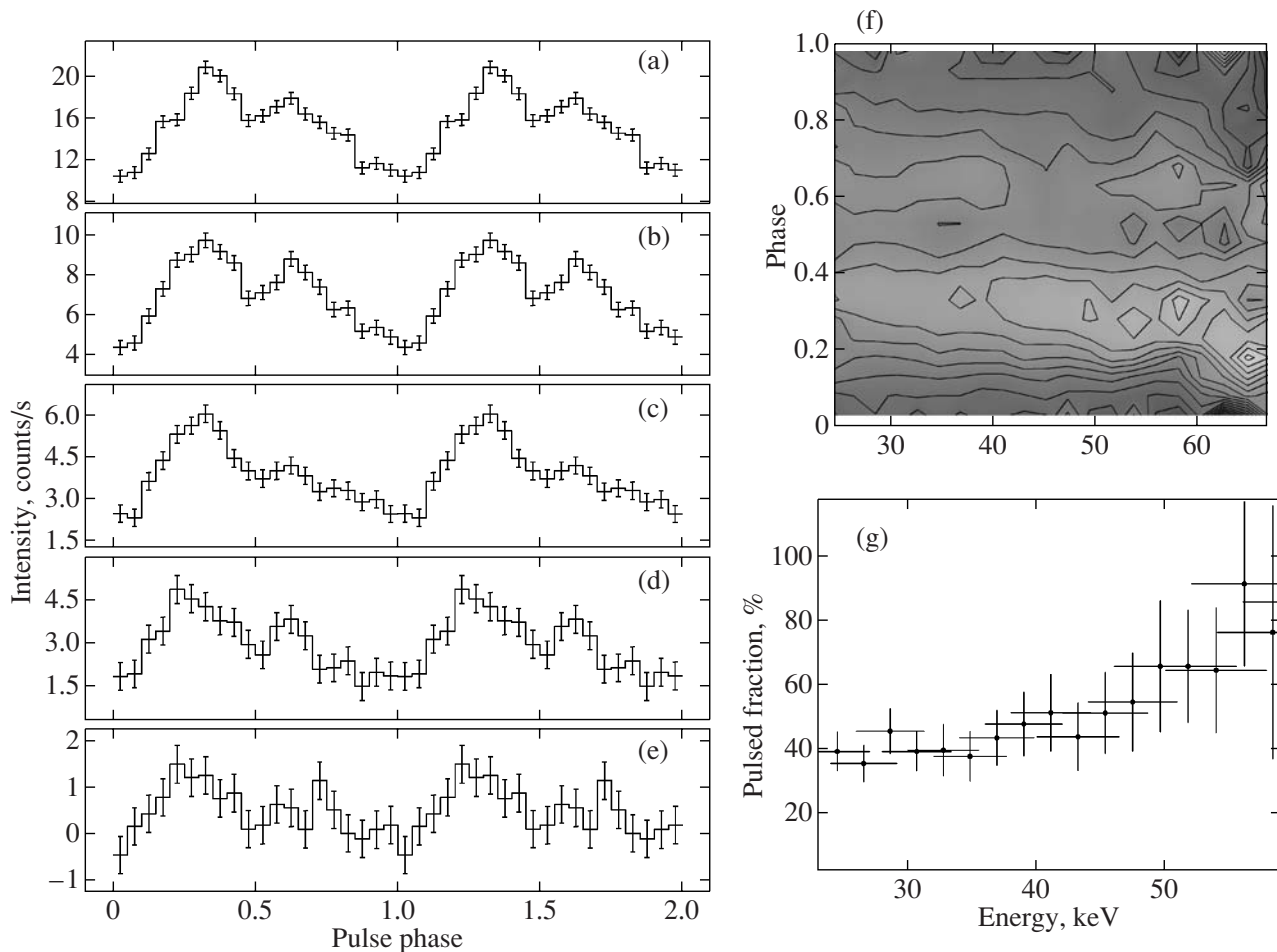 (a)
20
16
12
8
(b)
10
8
6
4
(c)
6.0
4.5
3.0
1.5
(d)
4.5
3.0
1.5
(e)
2
1
0
−1
0 0.5 1.0 1.5 2.0
Pulse phase
Intensity, counts/s
(f)
1.0
0.8
0.6
0.4
0.2
0
Phase
30 40 50 60
(g)
100
80
60
40
20
Pulsed fraction, %
30 40 50
Energy, keV